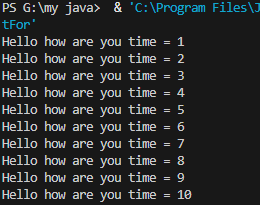 PS G:\my java>  & 'C:\Program Files\J
tFor'
Hello how are you time = 1
Hello how are you time = 2
Hello how are you time = 3
Hello how are you time = 4
Hello how are you time = 5
Hello how are you time = 6
Hello how are you time = 7
Hello how are you time = 8
Hello how are you time = 9
Hello how are you time = 10